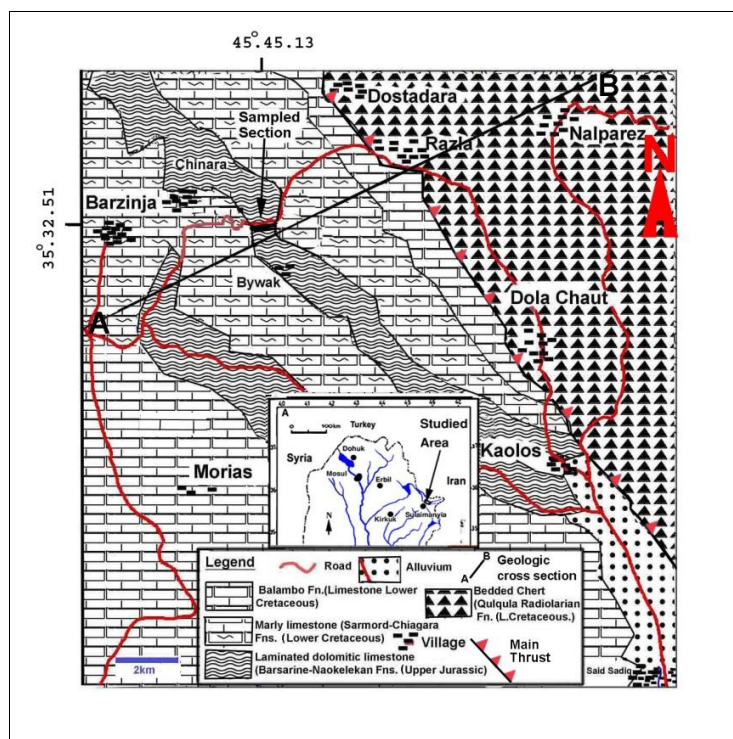 45°.45.13
35°.32.51
B
Dostadara
Sampled
Section
Razla
Nalparez
N
Chinara
Barzinja
Bywak
A
Dola Chaut
Kaolos
Morias
A
0 100km
Turkey
Syria
Studied
Area
Dohuk
Mosul
Erbil
Iran
Kirkuk
Sulaimanyia
N
Legend
Road
Alluvium
B
A
Geologic
cross section
Balambo Fn.(Limestone Lower
Cretaceous)
Bedded Chert
(Qulqula Radiolarian
Fn. (L.Cretaceous.)
Marly limestone (Sarmord-Chiagara
Fns. (Lower Cretaceous)
Village
Main
Thrust
Laminated dolomitic limestone
(Barsarine-Naokelekan Fns. (Upper Jurassic)
2km
Said Sadiq